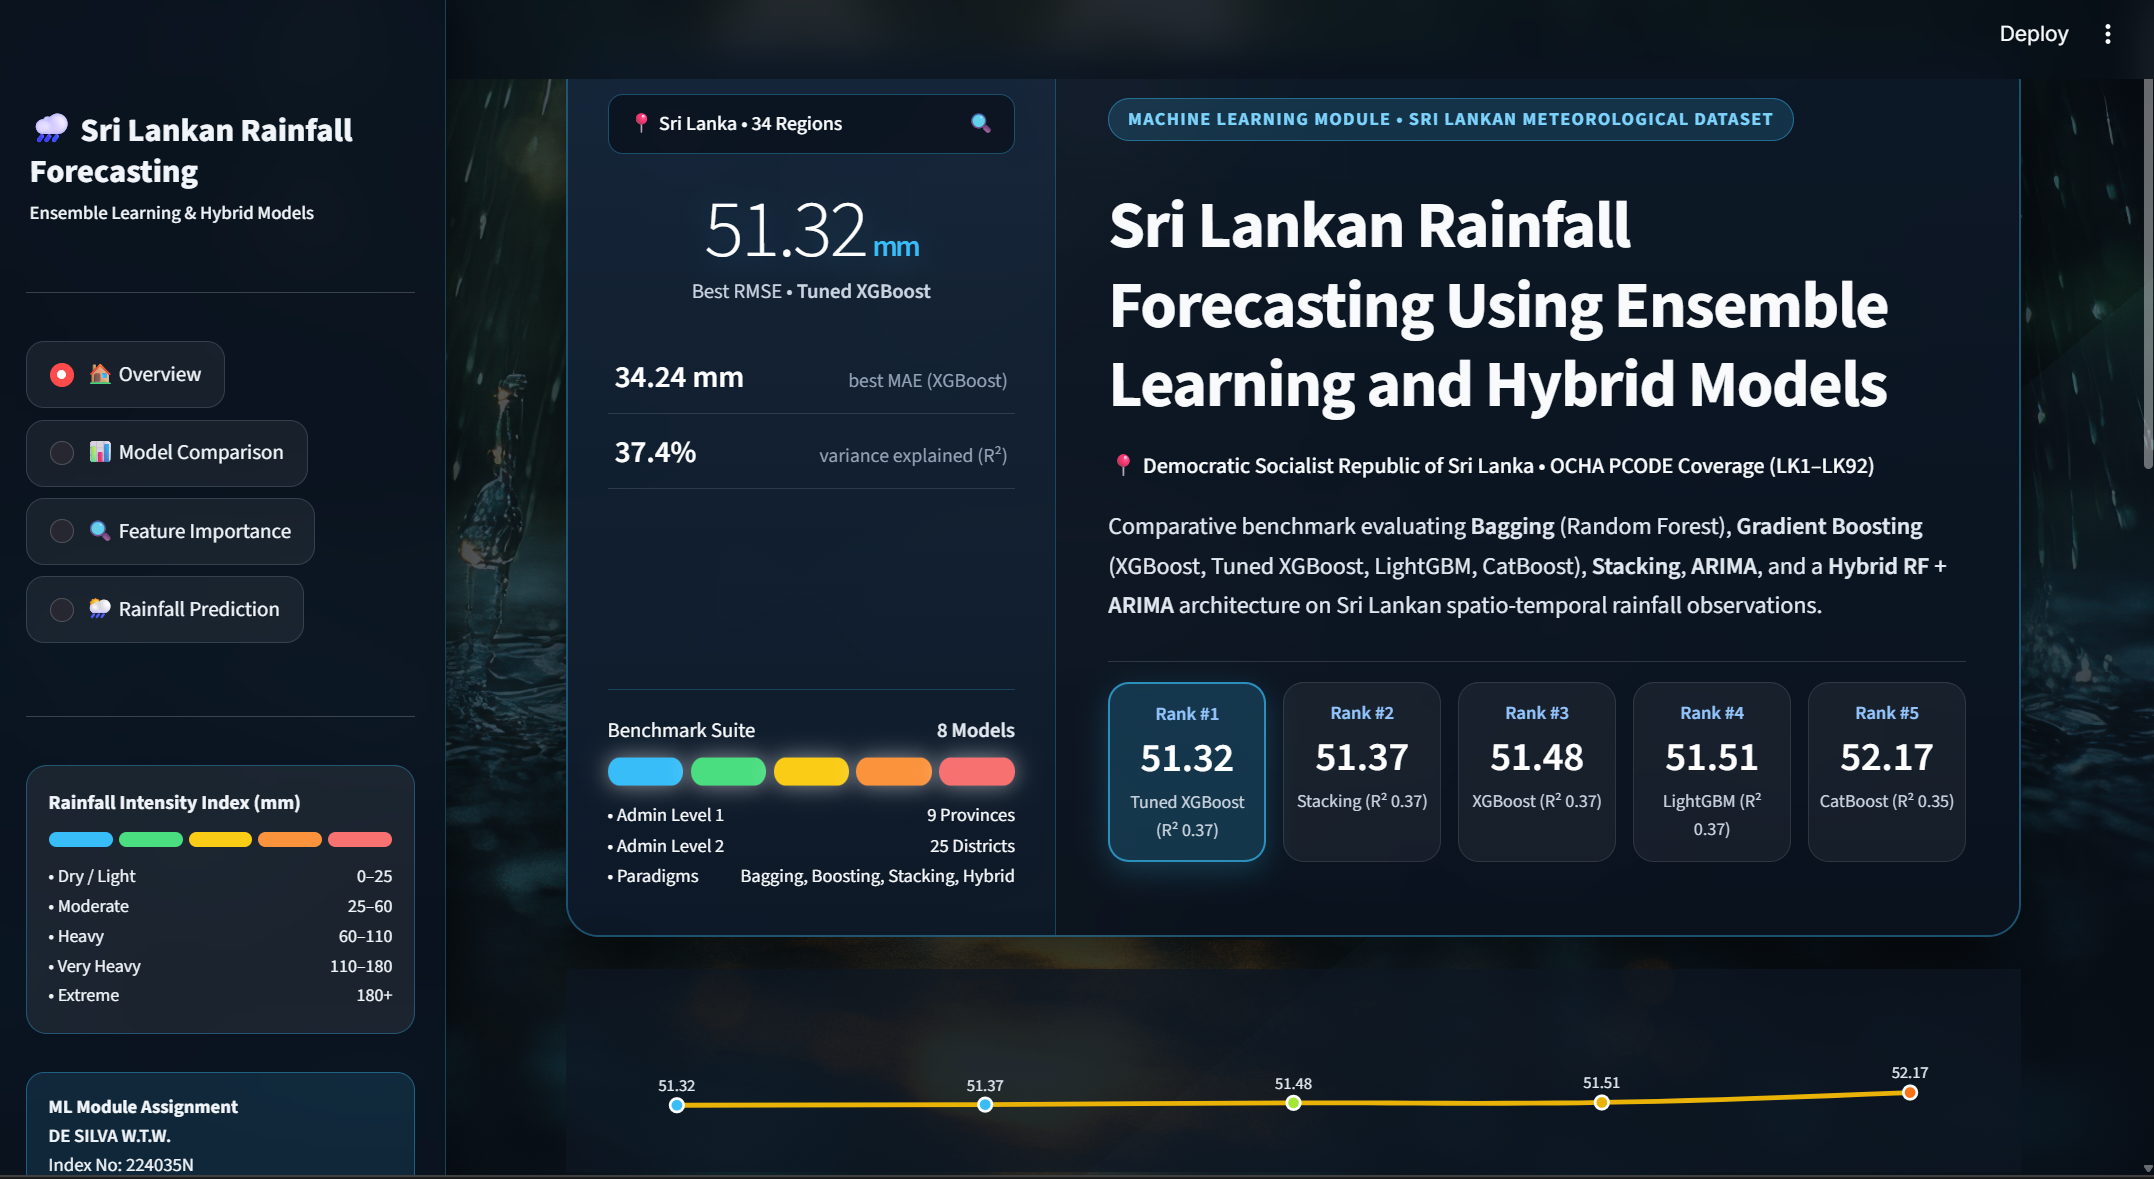 Deploy
Sri Lankan Rainfall
Forecasting
Ensemble Learning & Hybrid Models
Overview
Model Comparison
Feature Importance
Rainfall Prediction
Rainfall Intensity Index (mm)
• Dry / Light 0–25
• Moderate 25–60
• Heavy 60–110
• Very Heavy 110–180
• Extreme 180+
ML Module Assignment
DE SILVA W.T.W.
Index No: 224035N
Sri Lanka • 34 Regions
51.32 mm
Best RMSE • Tuned XGBoost
34.24 mm best MAE (XGBoost)
37.4% variance explained (R²)
Benchmark Suite 8 Models
• Admin Level 1 9 Provinces
• Admin Level 2 25 Districts
• Paradigms Bagging, Boosting, Stacking, Hybrid
MACHINE LEARNING MODULE • SRI LANKAN METEOROLOGICAL DATASET
Sri Lankan Rainfall
Forecasting Using Ensemble
Learning and Hybrid Models
Democratic Socialist Republic of Sri Lanka • OCHA PCODE Coverage (LK1–LK92)
Comparative benchmark evaluating Bagging (Random Forest), Gradient Boosting
(XGBoost, Tuned XGBoost, LightGBM, CatBoost), Stacking, ARIMA, and a Hybrid RF +
ARIMA architecture on Sri Lankan spatio-temporal rainfall observations.
Rank #1
51.32
Tuned XGBoost
(R² 0.37)
Rank #2
51.37
Stacking (R² 0.37)
Rank #3
51.48
XGBoost (R² 0.37)
Rank #4
51.51
LightGBM (R²
0.37)
Rank #5
52.17
CatBoost (R² 0.35)
51.32 51.37 51.48 51.51 52.17